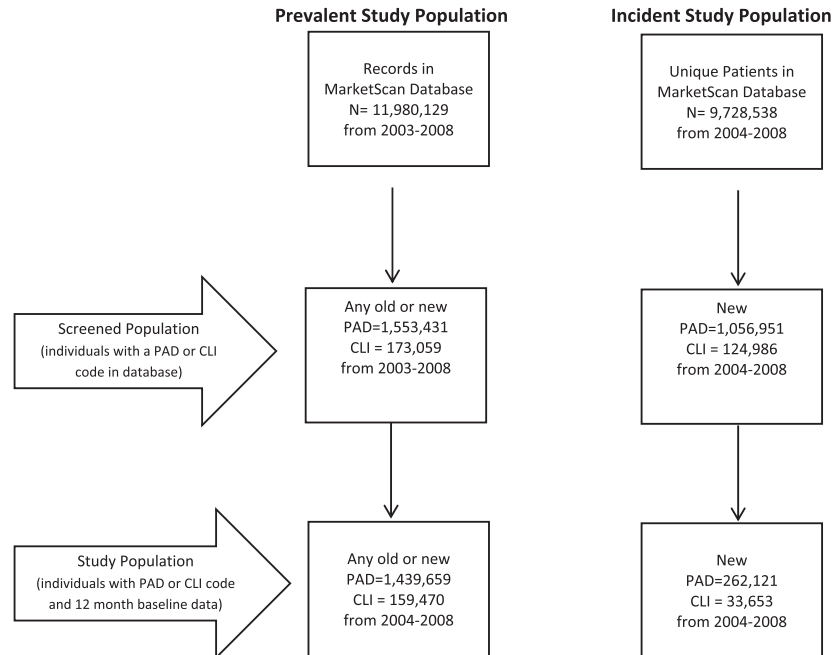 Prevalent Study Population
Incident Study Population
Records in
MarketScan Database
N= 11,980,129
from 2003-2008
Unique Patients in
MarketScan Database
N= 9,728,538
from 2004-2008
Screened Population
(individuals with a PAD or CLI
code in database)
Any old or new
PAD=1,553,431
CLI = 173,059
from 2003-2008
New
PAD=1,056,951
CLI = 124,986
from 2004-2008
Study Population
(individuals with PAD or CLI code
and 12 month baseline data)
Any old or new
PAD=1,439,659
CLI = 159,470
from 2004-2008
New
PAD=262,121
CLI = 33,653
from 2004-2008